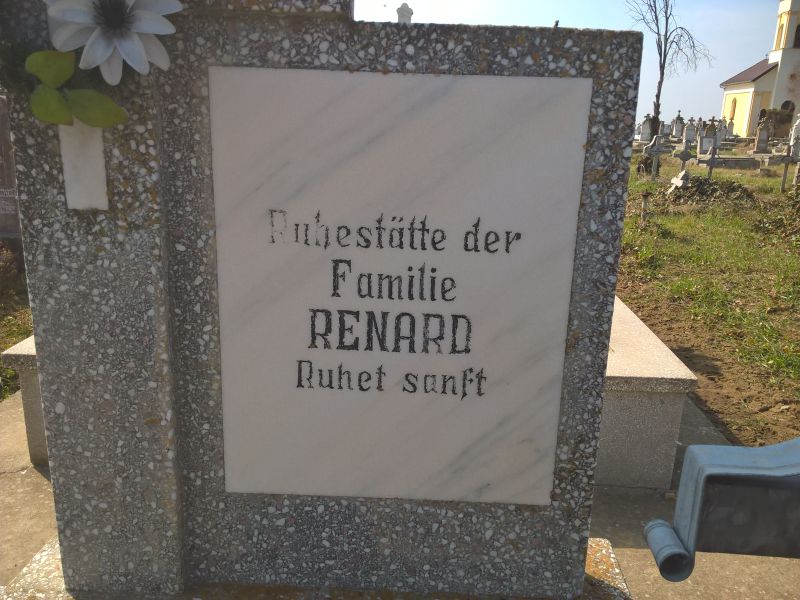 Ruhestätte der
Familie
RENARD
Ruhet sanft